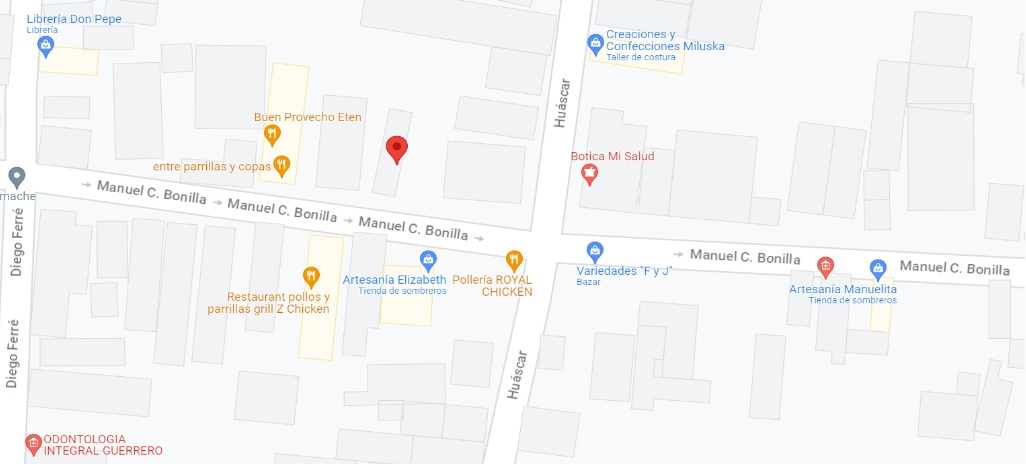 Librería Don Pepe
Librería
Creaciones y
Confecciones Miluska
Taller de costura
Huáscar
Buen Provecho Eten
entre parrillas y copas
Botica Mi Salud
mache
Manuel C. Bonilla
Manuel C. Bonilla
Manuel C. Bonilla
Diego Ferré
Manuel C. Bonilla
Manuel C. Bonilla
Variedades "F y J"
Bazar
Artesanía Elizabeth
Tienda de sombreros
Pollería ROYAL
CHICKEN
Artesanía Manuelita
Tienda de sombreros
Restaurant pollos y
parrillas grill Z Chicken
Diego Ferré
Huáscar
ODONTOLOGIA
INTEGRAL GUERRERO